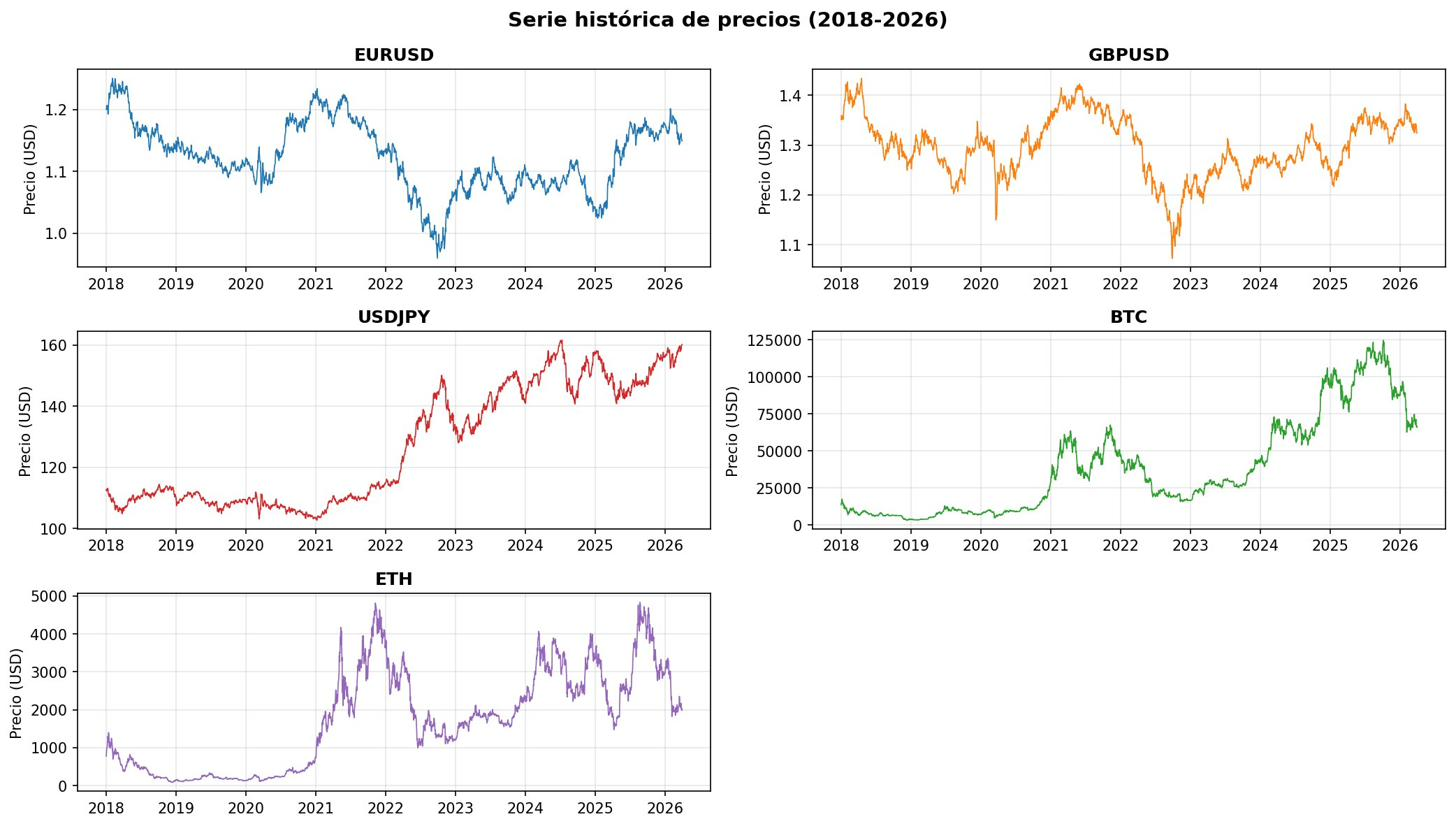 Serie histórica de precios (2018-2026)
EURUSD
Precio (USD)
1.2
1.1
1.0
2018 2019 2020 2021 2022 2023 2024 2025 2026
GBPUSD
Precio (USD)
1.4
1.3
1.2
1.1
2018 2019 2020 2021 2022 2023 2024 2025 2026
USDJPY
Precio (USD)
160
140
120
100
2018 2019 2020 2021 2022 2023 2024 2025 2026
BTC
Precio (USD)
125000
100000
75000
50000
25000
0
2018 2019 2020 2021 2022 2023 2024 2025 2026
ETH
Precio (USD)
5000
4000
3000
2000
1000
0
2018 2019 2020 2021 2022 2023 2024 2025 2026